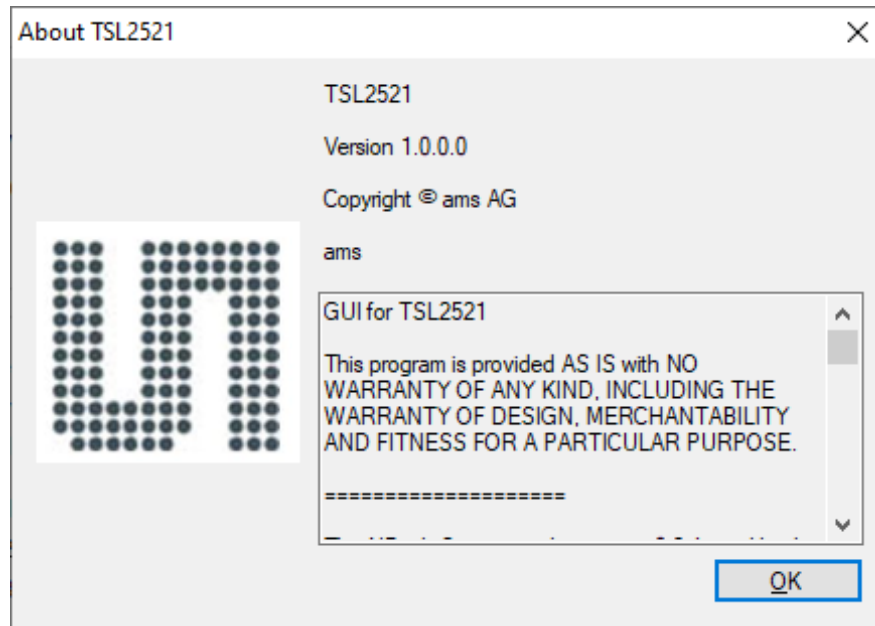 About TSL2521
TSL2521
Version 1.0.0.0
Copyright © ams AG
ams
GUI for TSL2521
This program is provided AS IS with NO
WARRANTY OF ANY KIND, INCLUDING THE
WARRANTY OF DESIGN, MERCHANTABILITY
AND FITNESS FOR A PARTICULAR PURPOSE.
====================
OK